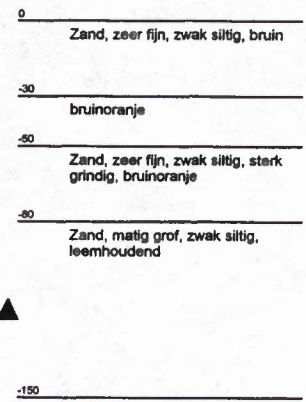 0
Zand, zeer fijn, zwak siltig, bruin
-30
bruinoranje
-50
Zand, zeer fijn, zwak siltig, sterk
grindig, bruinoranje
-80
Zand, matig grof, zwak siltig,
leemhoudend
-150